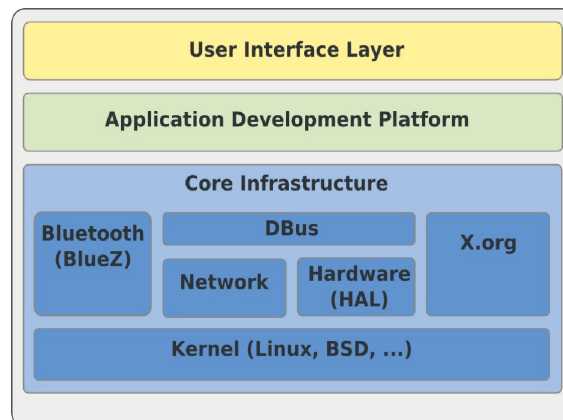 User Interface Layer
Application Development Platform
Core Infrastructure
Bluetooth
(BlueZ)
DBus
Network
Hardware
(HAL)
X.org
Kernel (Linux, BSD, ...)